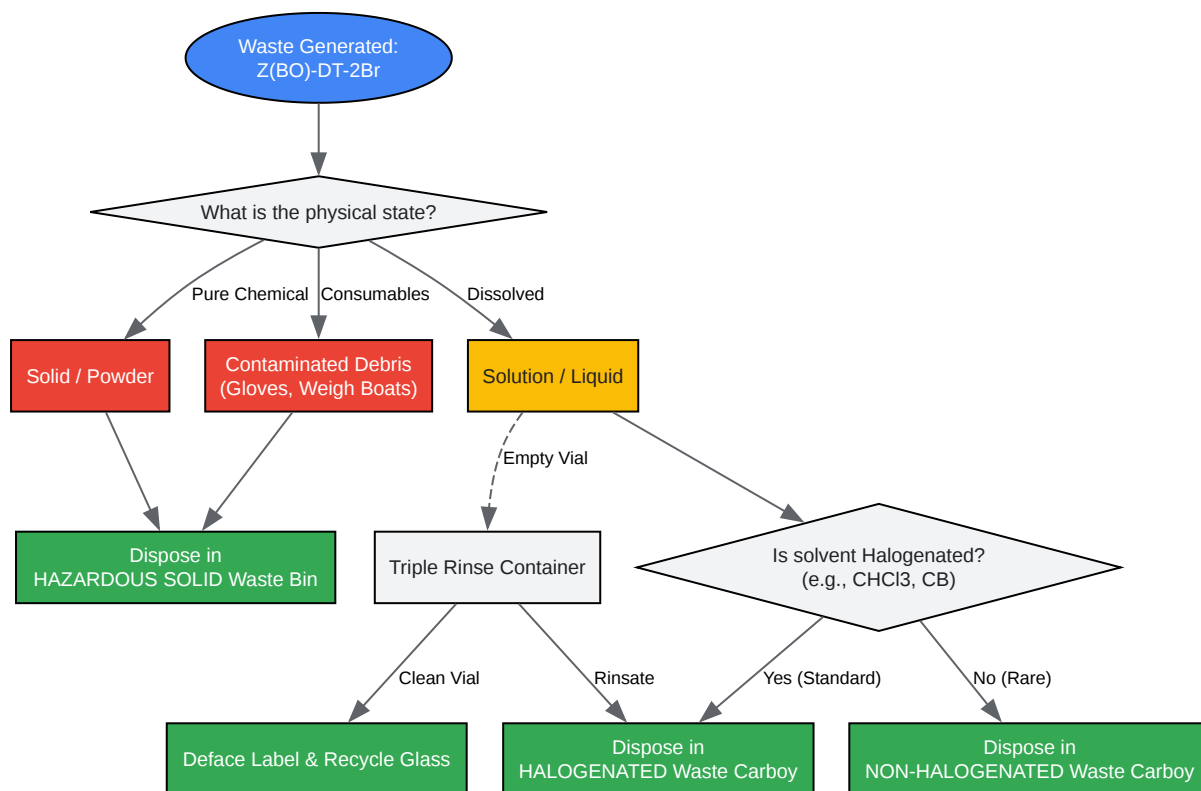 Waste Generated:
Z(BO)-DT-2Br
What is the physical state?
Pure Chemical
Consumables
Dissolved
Solid / Powder
Contaminated Debris
(Gloves, Weigh Boats)
Solution / Liquid
Empty Vial
Dispose in
HAZARDOUS SOLID Waste Bin
Triple Rinse Container
Is solvent Halogenated?
(e.g., CHCl3, CB)
Clean Vial
Rinsate
Yes (Standard)
No (Rare)
Deface Label & Recycle Glass
Dispose in
HALOGENATED Waste Carboy
Dispose in
NON-HALOGENATED Waste Carboy